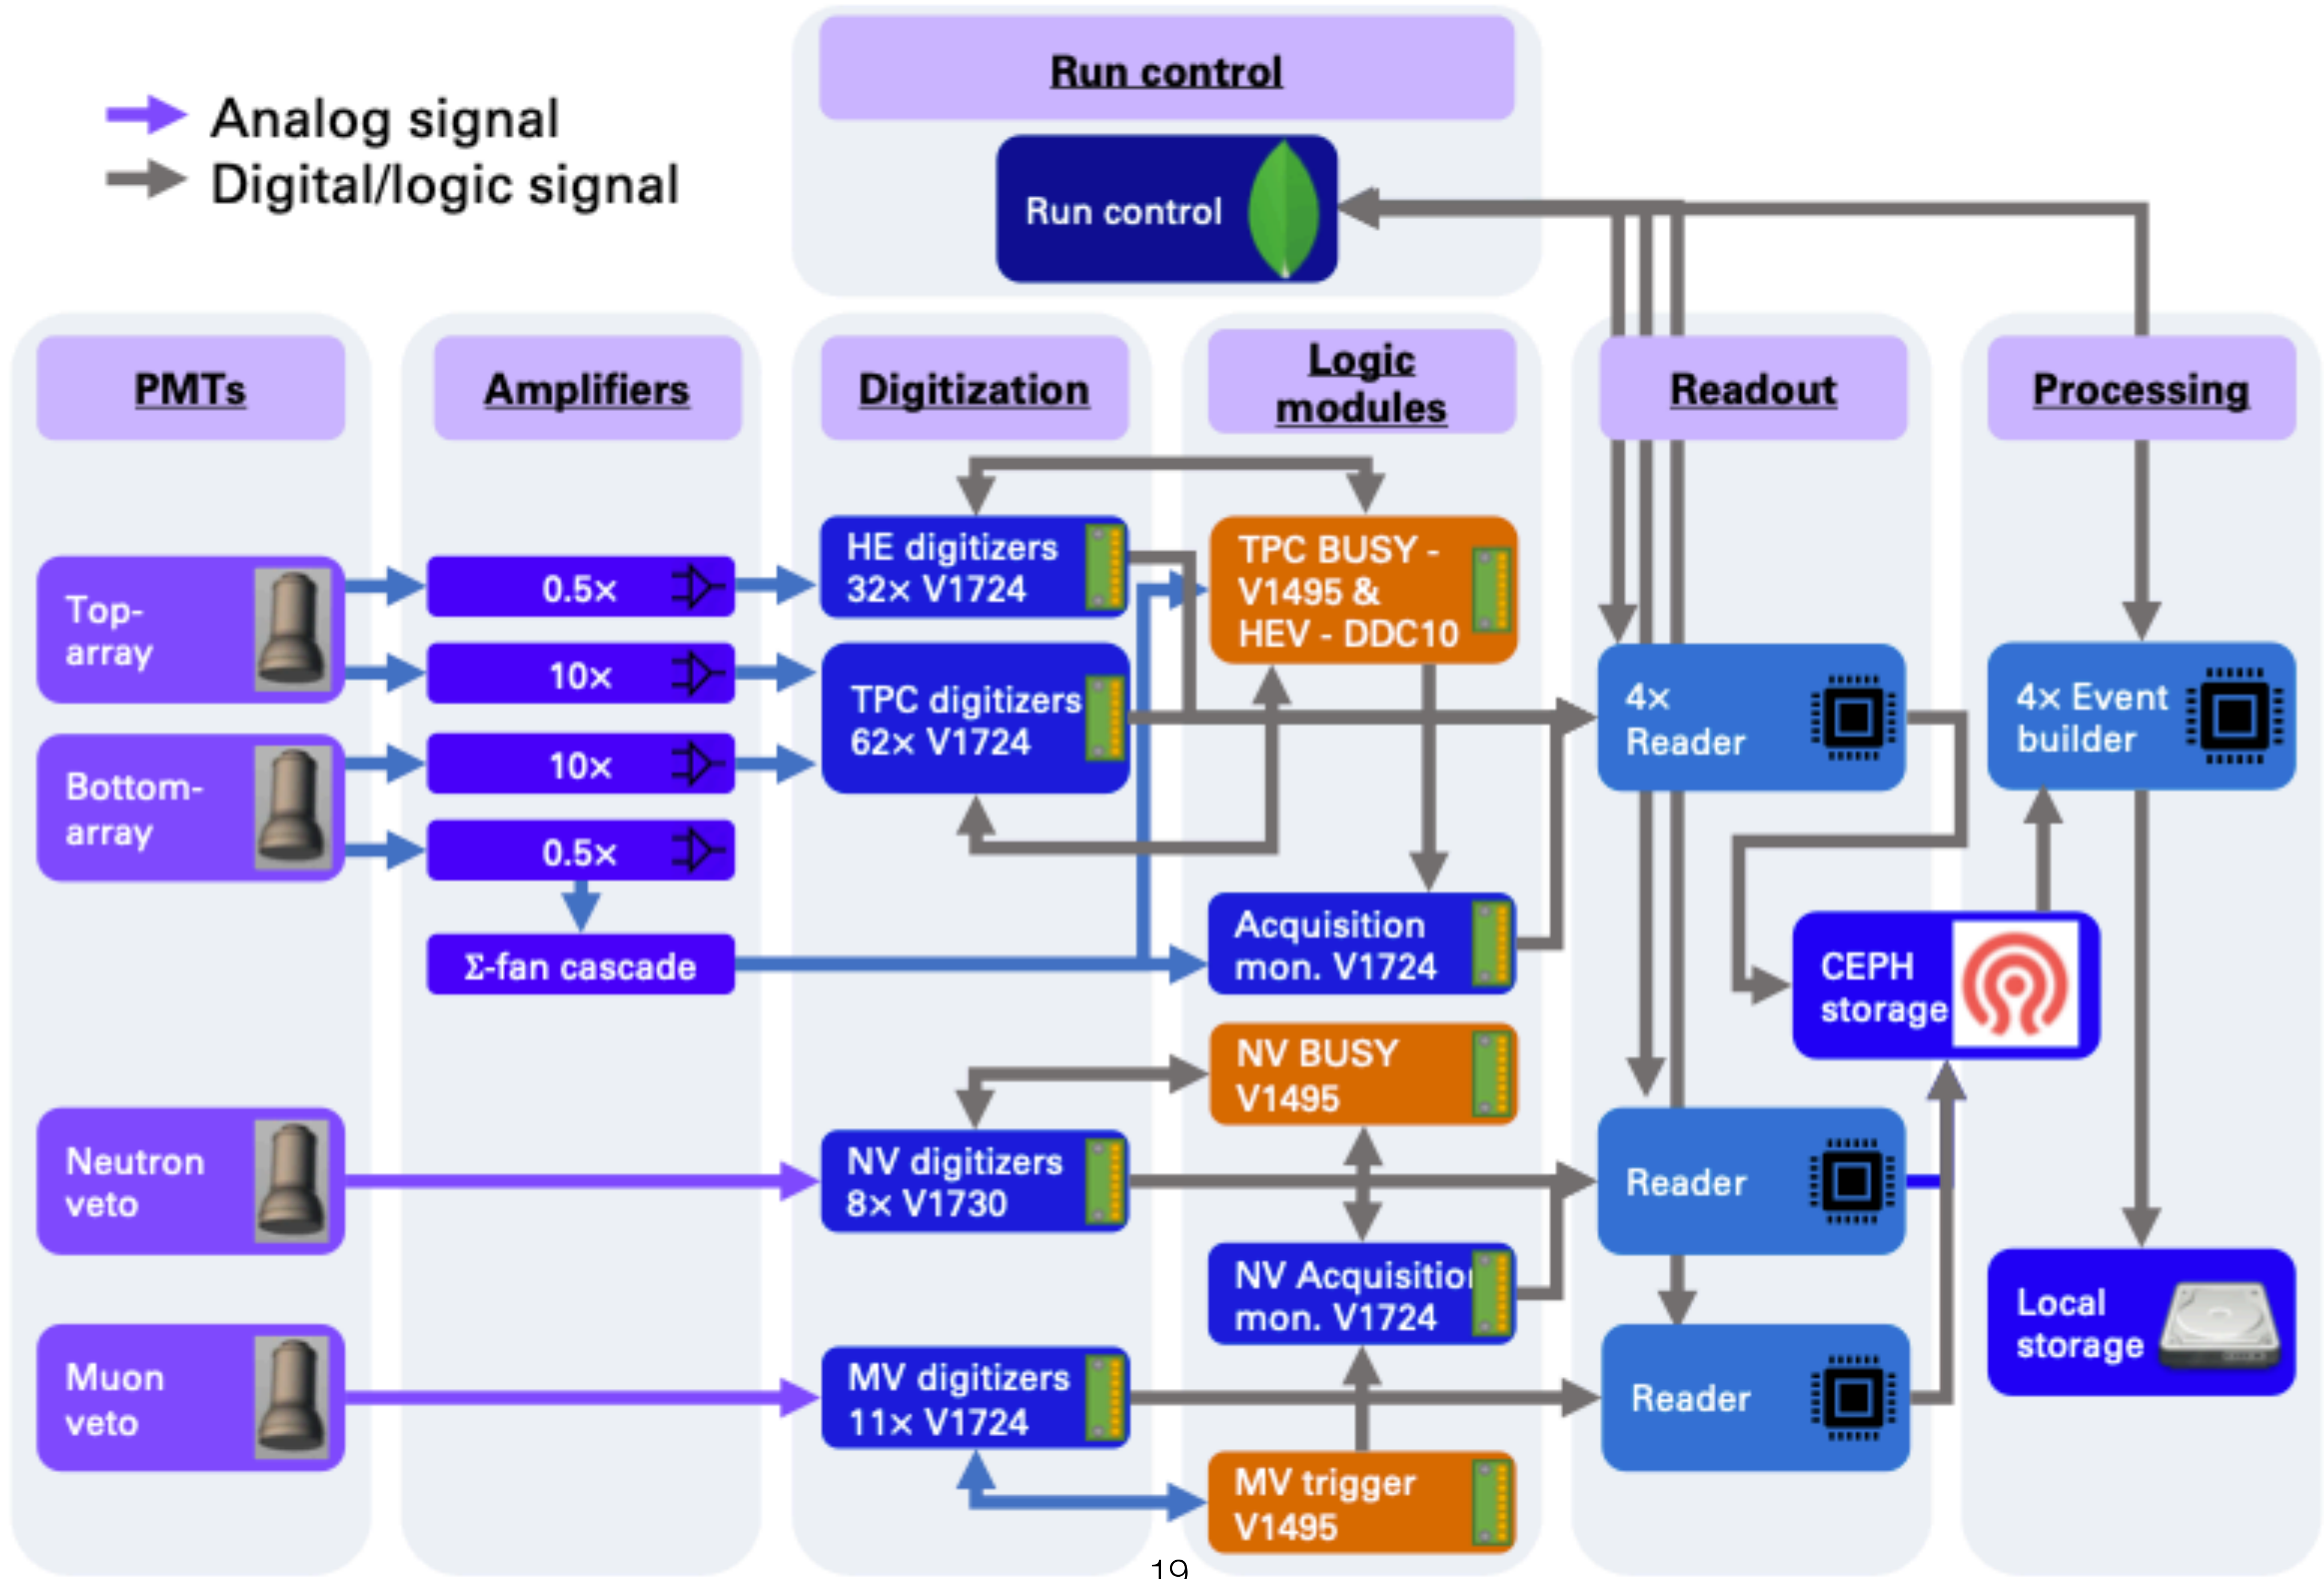 Run control
Analog signal
Digital/logic signal
Run control
PMTs
Amplifiers
Digitization
Logic
modules
Readout
Processing
Top-
array
Bottom-
array
Neutron
veto
Muon
veto
0.5×
10×
10×
0.5×
Σ-fan cascade
HE digitizers
32× V1724
TPC digitizers
62× V1724
NV digitizers
8× V1730
MV digitizers
11× V1724
TPC BUSY -
V1495 &
HEV - DDC10
Acquisition
mon. V1724
NV BUSY
V1495
NV Acquisitio
mon. V1724
MV trigger
V1495
4×
Reader
Reader
Reader
4× Event
builder
CEPH
storage
Local
storage
19